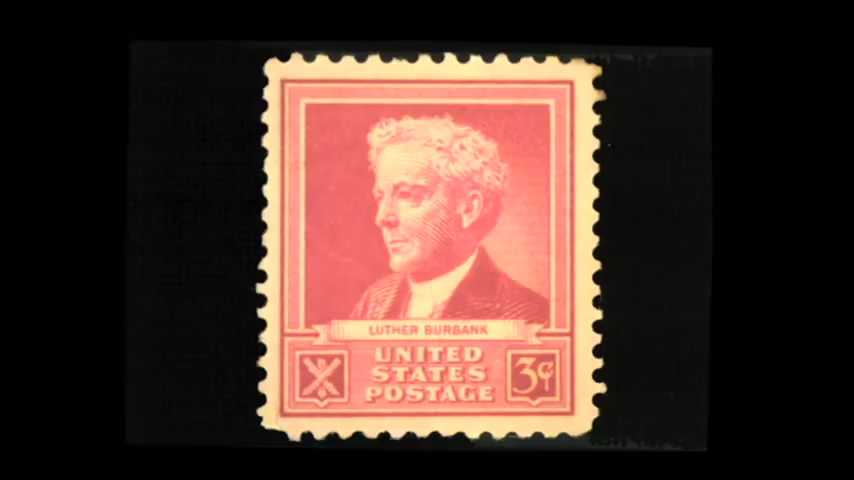 LUTHER BURBANK
UNITED
STATES
POSTAGE
3¢